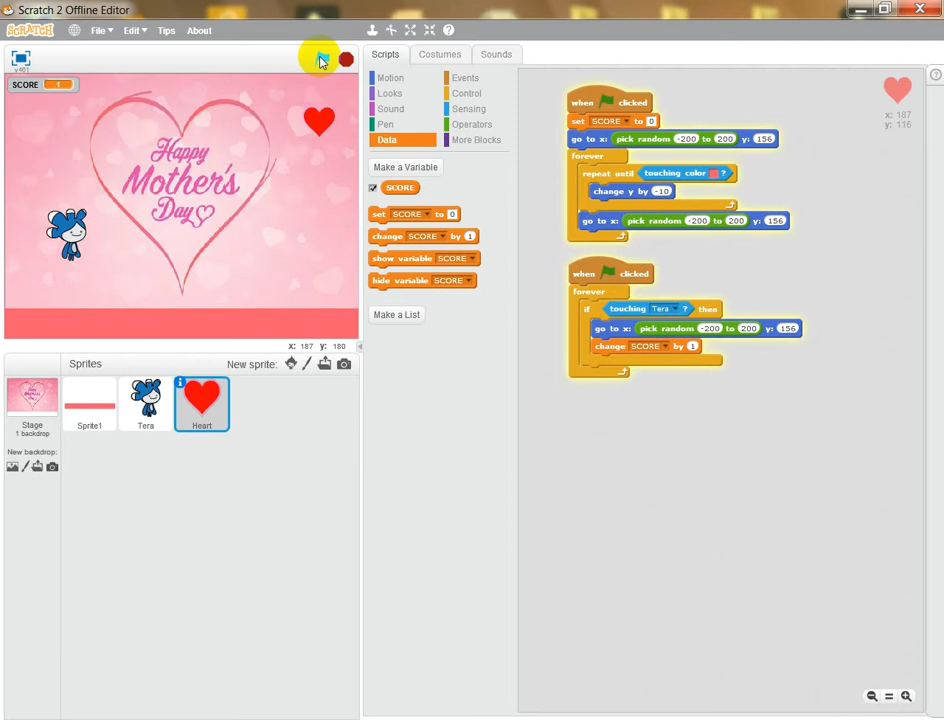 Scratch 2 Offline Editor
SCRATCH File Edit Tips About
v461
SCORE 1
Happy
Mother's
Day
x: 187 y: 180
Sprites New sprite:
Stage
1 backdrop
New backdrop:
Sprite1 Tera Heart
Scripts Costumes Sounds
Motion Events
Looks Control
Sound Sensing
Pen Operators
Data More Blocks
Make a Variable
SCORE
set SCORE to 0
change SCORE by 1
show variable SCORE
hide variable SCORE
Make a List
when clicked
set SCORE to 0
go to x: pick random -200 to 200 y: 156
forever
repeat until touching color ?
change y by -10
go to x: pick random -200 to 200 y: 156
when clicked
forever
if touching Tera ? then
go to x: pick random -200 to 200 y: 156
change SCORE by 1
x: 187
y: 116